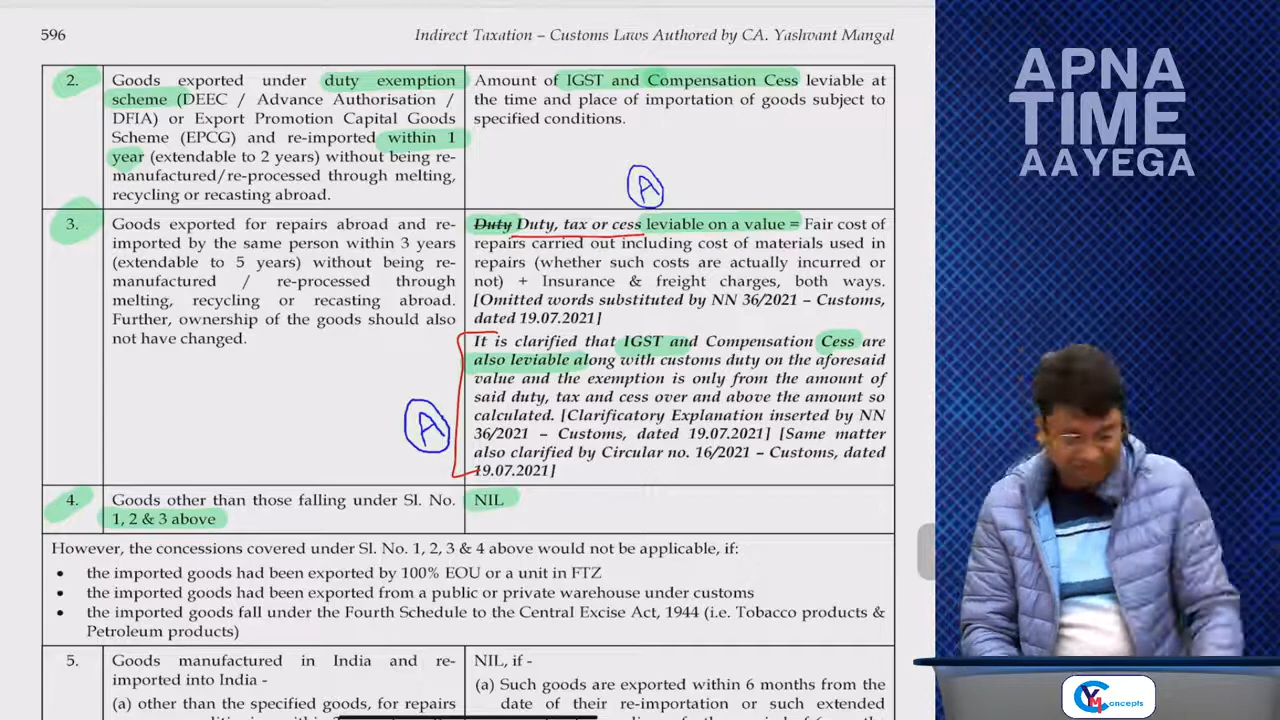 596
Indirect Taxation – Customs Laws Authored by CA. Yashvant Mangal
2.
Goods exported under duty exemption
scheme (DEEC / Advance Authorisation /
DFIA) or Export Promotion Capital Goods
Scheme (EPCG) and re-imported within 1
year (extendable to 2 years) without being re-
manufactured/re-processed through melting,
recycling or recasting abroad.
Amount of IGST and Compensation Cess leviable at
the time and place of importation of goods subject to
specified conditions.
A
3.
Goods exported for repairs abroad and re-
imported by the same person within 3 years
(extendable to 5 years) without being re-
manufactured / re-processed through
melting, recycling or recasting abroad.
Further, ownership of the goods should also
not have changed.
Duty Duty, tax or cess leviable on a value = Fair cost of
repairs carried out including cost of materials used in
repairs (whether such costs are actually incurred or
not) + Insurance & freight charges, both ways.
[Omitted words substituted by NN 36/2021 – Customs,
dated 19.07.2021]
It is clarified that IGST and Compensation Cess are
also leviable along with customs duty on the aforesaid
value and the exemption is only from the amount of
said duty, tax and cess over and above the amount so
calculated. [Clarificatory Explanation inserted by NN
36/2021 – Customs, dated 19.07.2021] [Same matter
also clarified by Circular no. 16/2021 – Customs, dated
19.07.2021]
A
4.
Goods other than those falling under Sl. No.
1, 2 & 3 above
NIL
However, the concessions covered under Sl. No. 1, 2, 3 & 4 above would not be applicable, if:
• the imported goods had been exported by 100% EOU or a unit in FTZ
• the imported goods had been exported from a public or private warehouse under customs
• the imported goods fall under the Fourth Schedule to the Central Excise Act, 1944 (i.e. Tobacco products &
Petroleum products)
5.
Goods manufactured in India and re-
imported into India -
(a) other than the specified goods, for repairs
NIL, if -
(a) Such goods are exported within 6 months from the
date of their re-importation or such extended
APNA
TIME
AAYEGA
YM
Concepts